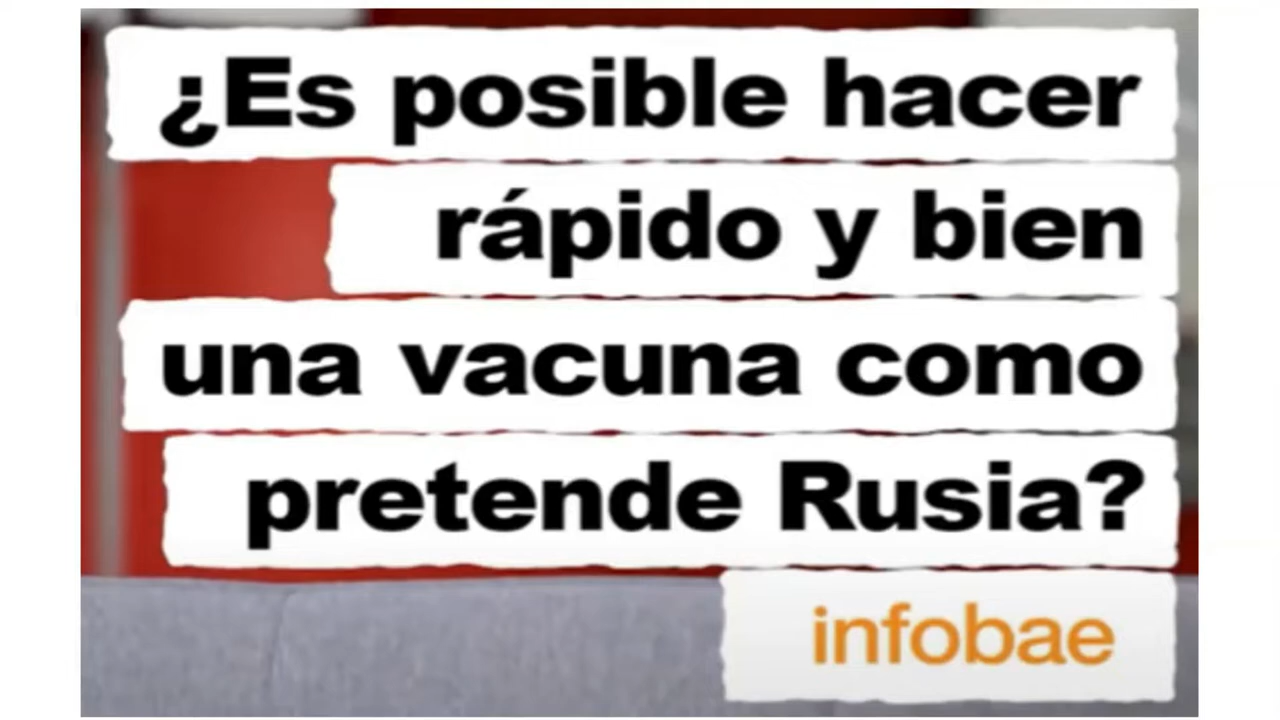 ¿Es posible hacer
rápido y bien
una vacuna como
pretende Rusia?
infobae